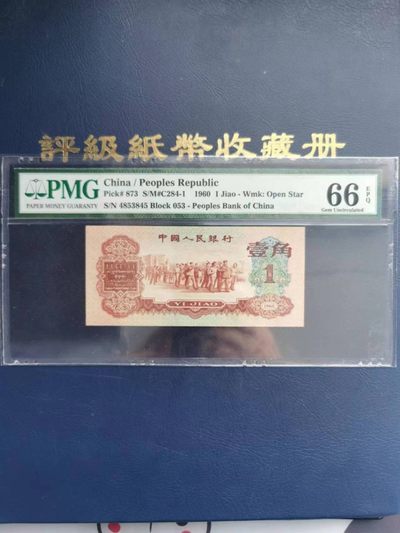 評級紙幣收藏册
PMG
PAPER MONEY GUARANTY
China / Peoples Republic
Pick# 873 S/M#C284-1 1960 1 Jiao - Wmk: Open Star
S/N 4853845 Block 053 - Peoples Bank of China
66 EPQ
Gem Uncirculated
中國人民銀行
壹角
1
YI JIAO
1960